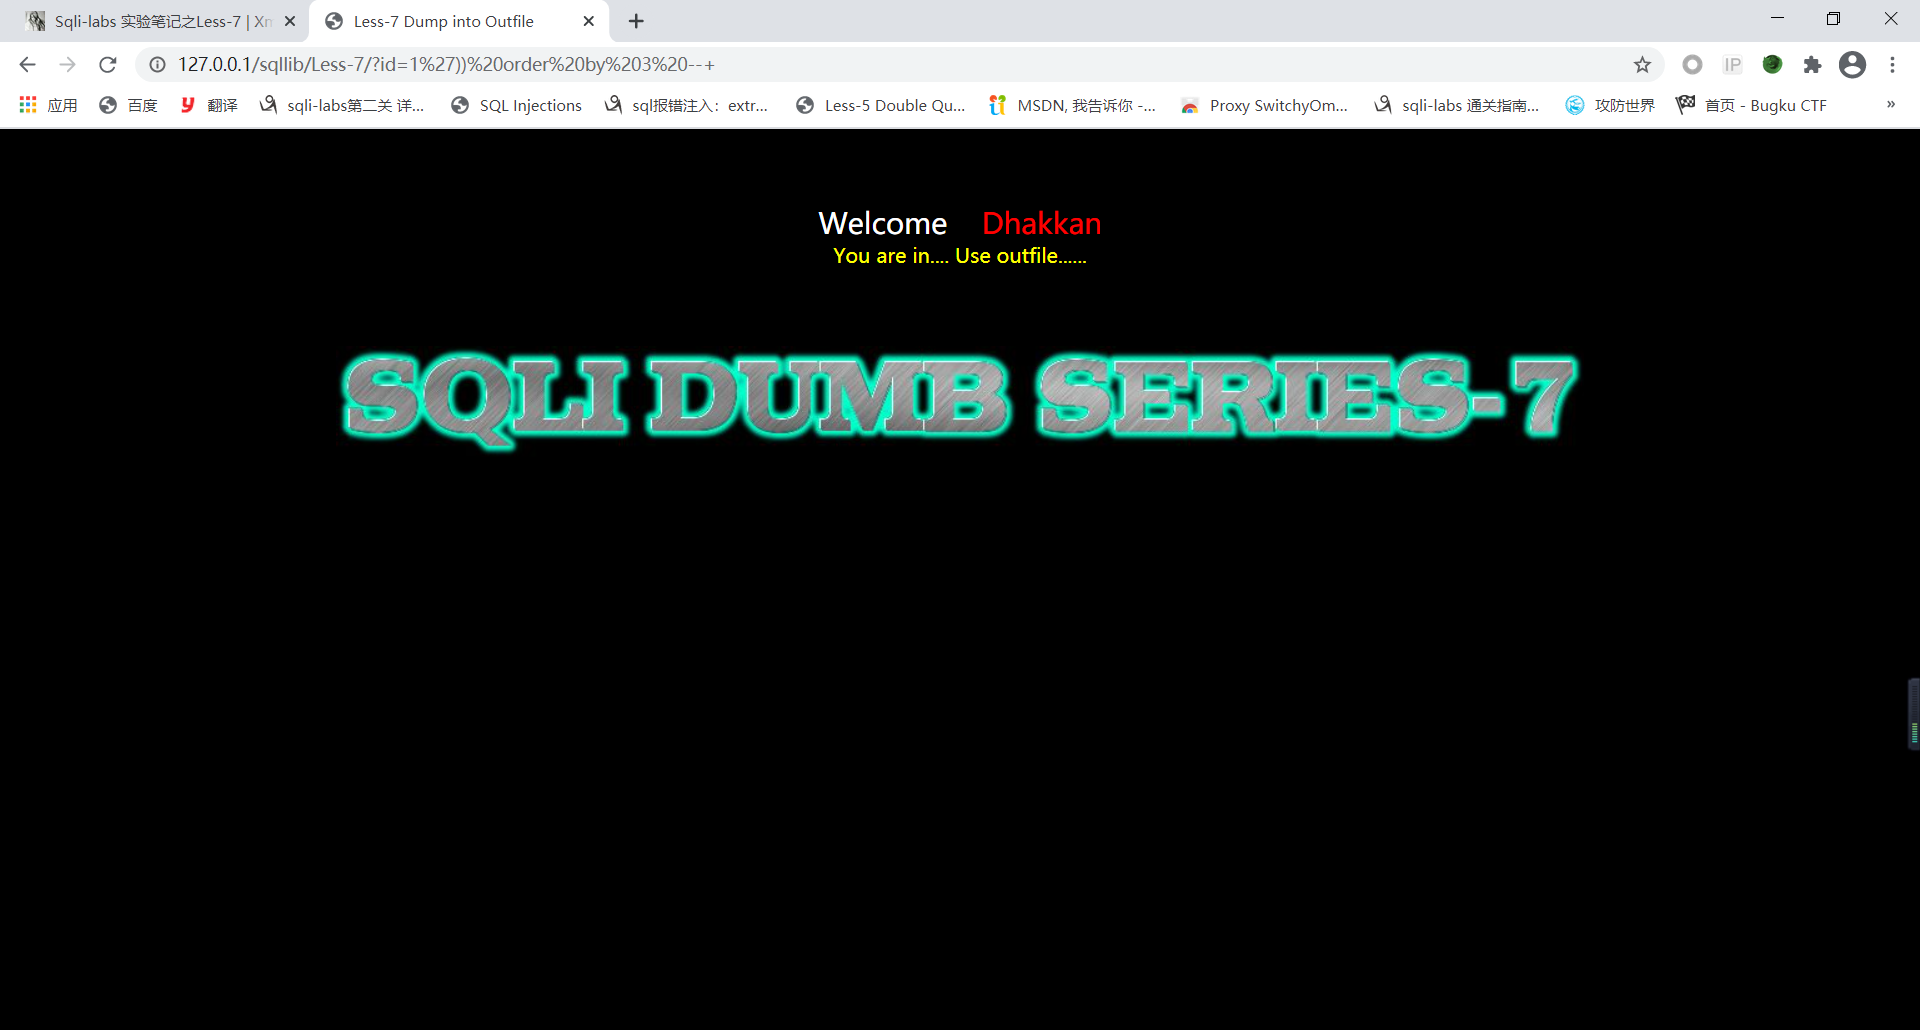 Sqli-labs 实验笔记之Less-7 | Xn
Less-7 Dump into Outfile
127.0.0.1/sqllib/Less-7/?id=1%27))%20order%20by%203%20--+
IP
应用
百度
翻译
sqli-labs第二关 详...
SQL Injections
sql报错注入：extr...
Less-5 Double Qu...
MSDN, 我告诉你 -...
Proxy SwitchyOm...
sqli-labs 通关指南...
攻防世界
首页 - Bugku CTF
»
Welcome Dhakkan
You are in.... Use outfile......
SQLI DUMB SERIES-7